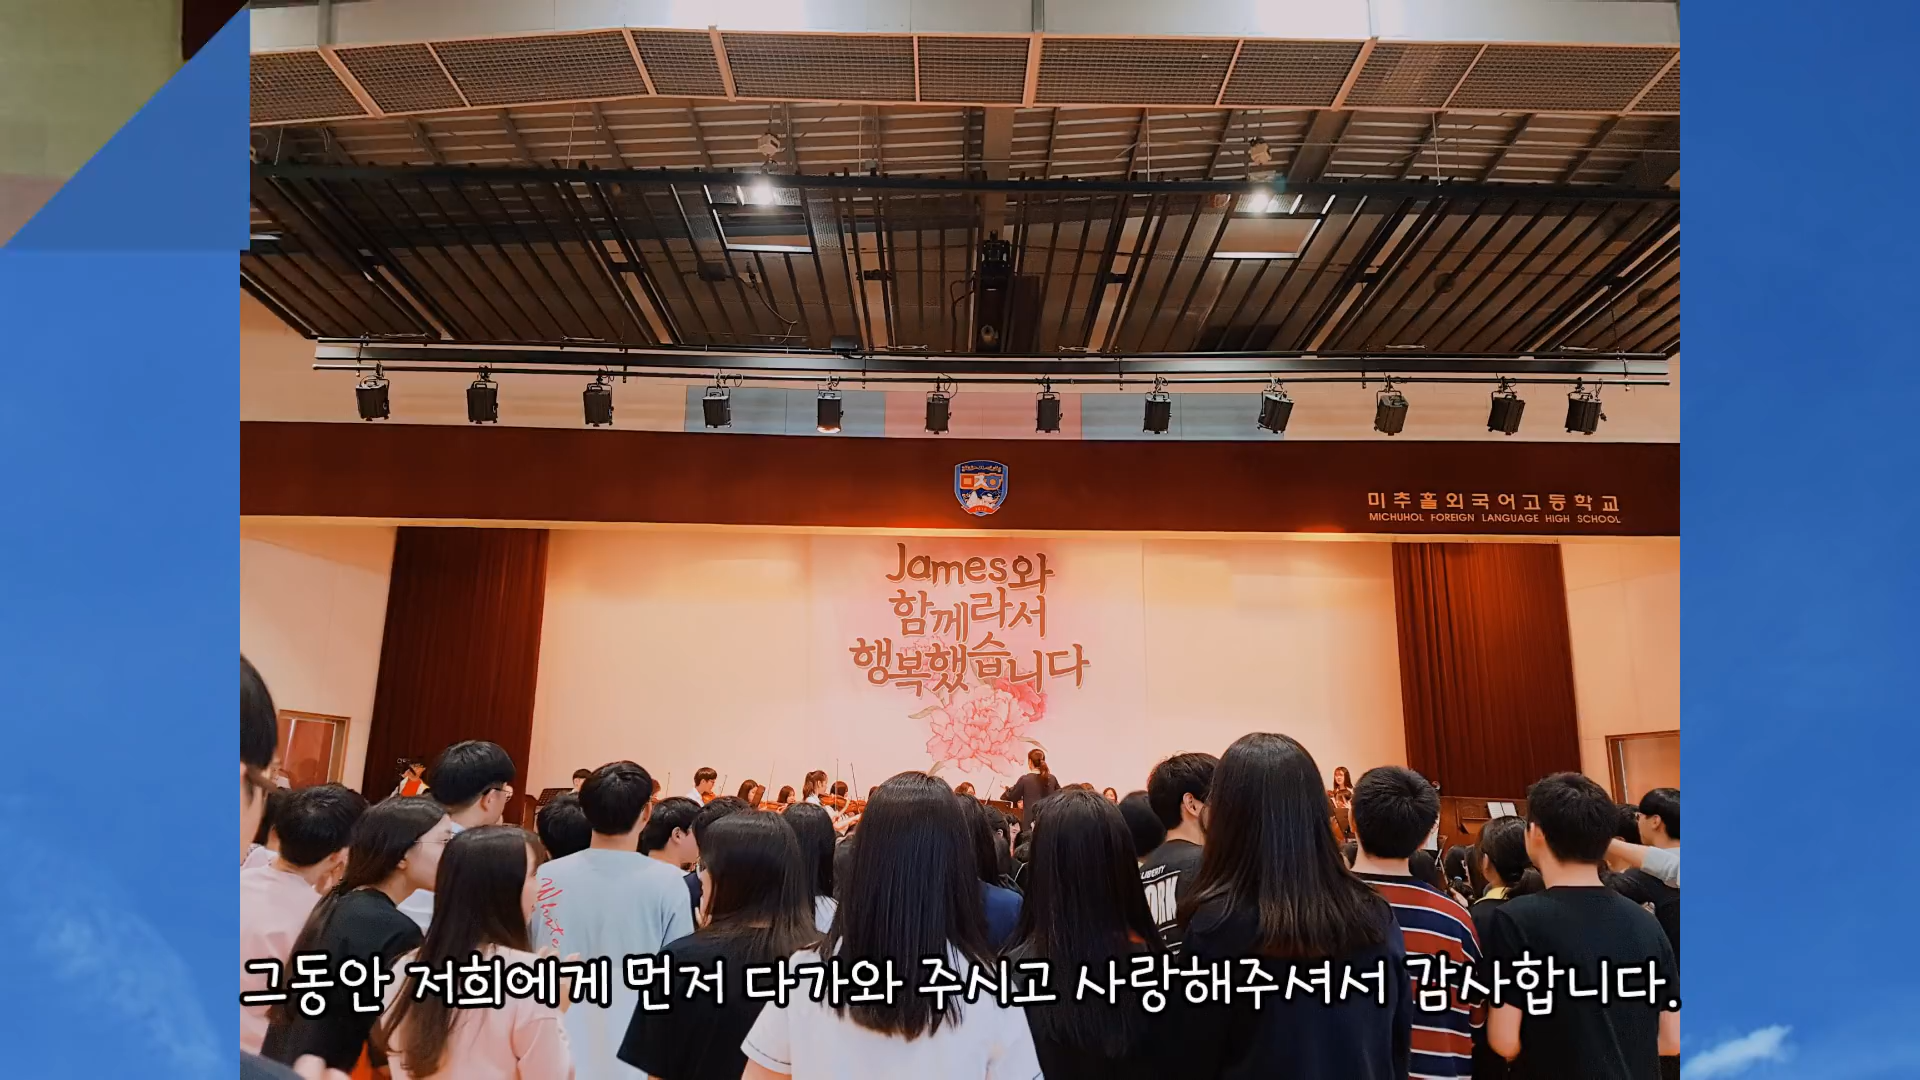 미추홀외국어고등학교
MICHUHOL FOREIGN LANGUAGE HIGH SCHOOL
James와
함께라서
행복했습니다
LIBERTY
그동안 저희에게 먼저 다가와 주시고 사랑해주셔서 감사합니다.